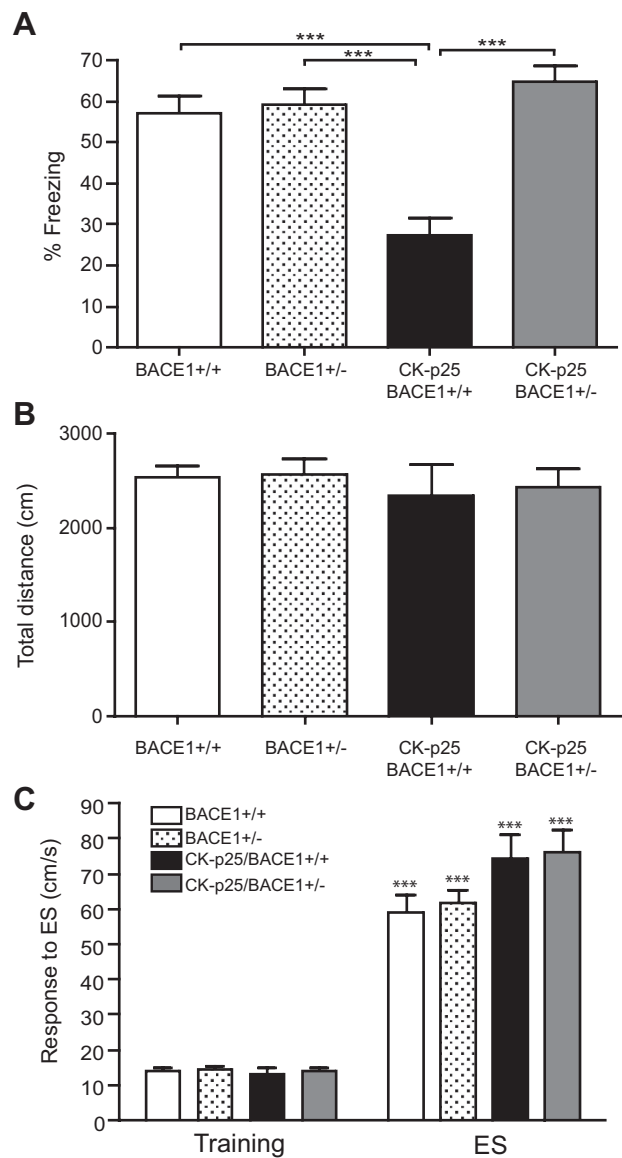 A
***
***
***
70
60
50
40
30
20
10
0
% Freezing
BACE1+/+
BACE1+/-
CK-p25
BACE1+/+
CK-p25
BACE1+/-
B
3000
2000
1000
0
Total distance (cm)
BACE1+/+
BACE1+/-
CK-p25
BACE1+/+
CK-p25
BACE1+/-
C
90
80
70
60
50
40
30
20
10
0
Response to ES (cm/s)
BACE1+/+
BACE1+/-
CK-p25/BACE1+/+
CK-p25/BACE1+/-
***
***
***
***
Training
ES